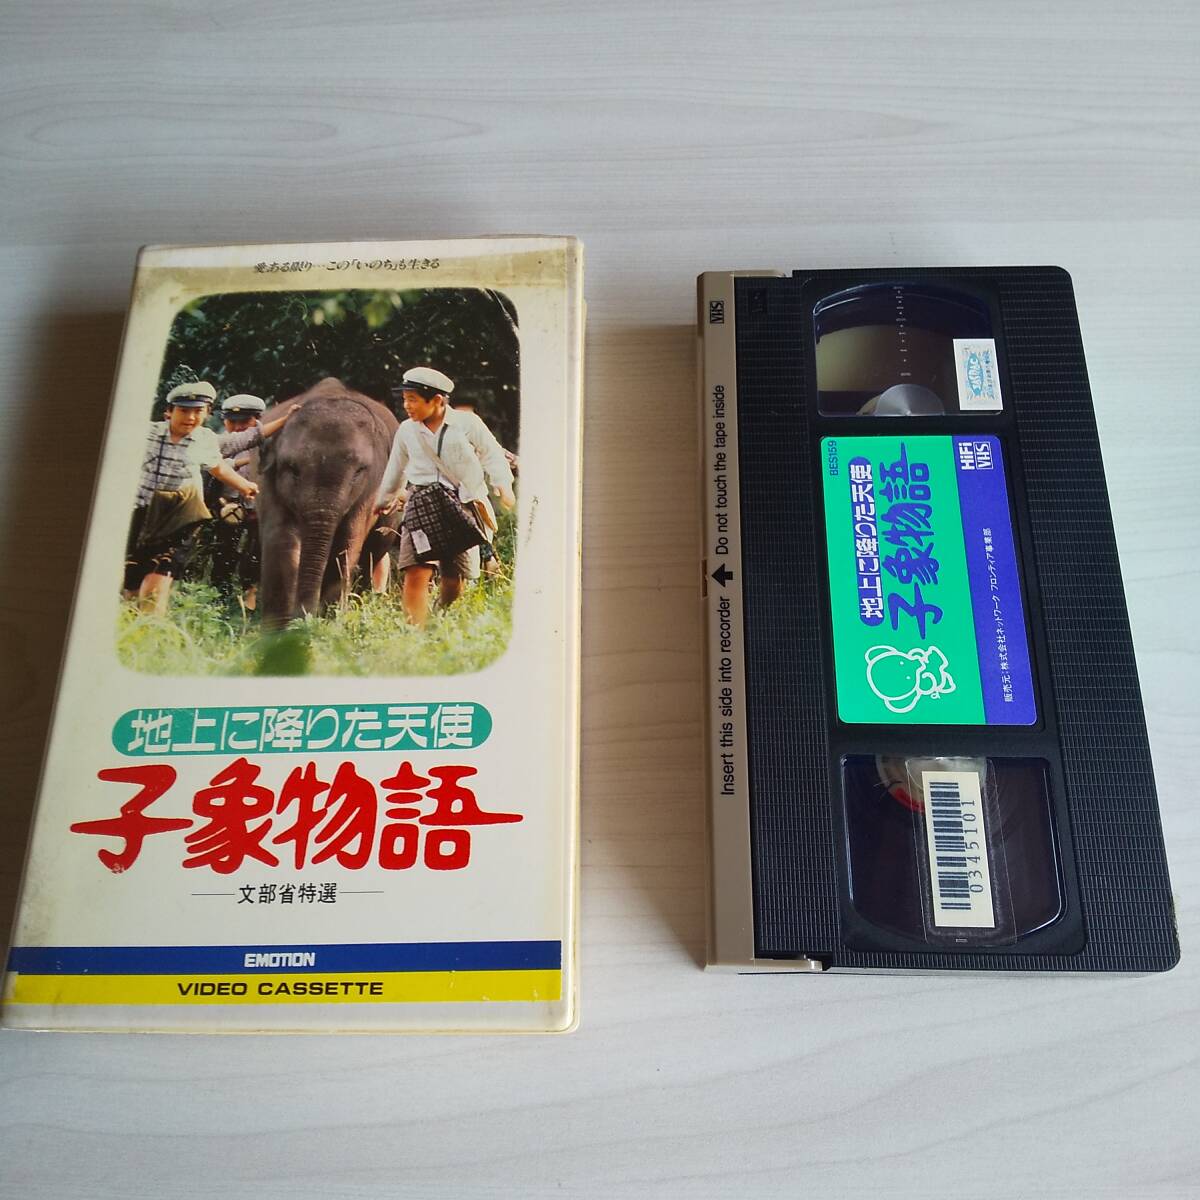 愛ある限り…この「いのち」も生きる
地上に降りた天使
子象物語
文部省特選
EMOTION
VIDEO CASSETTE
VHS
Insert this side into recorder ⬆ Do not touch the tape inside
JASRAC
BES159
地上に降りた天使
子象物語
HiFi
VHS
販売元:株式会社ネットワーク フロンティア事業部
0345101